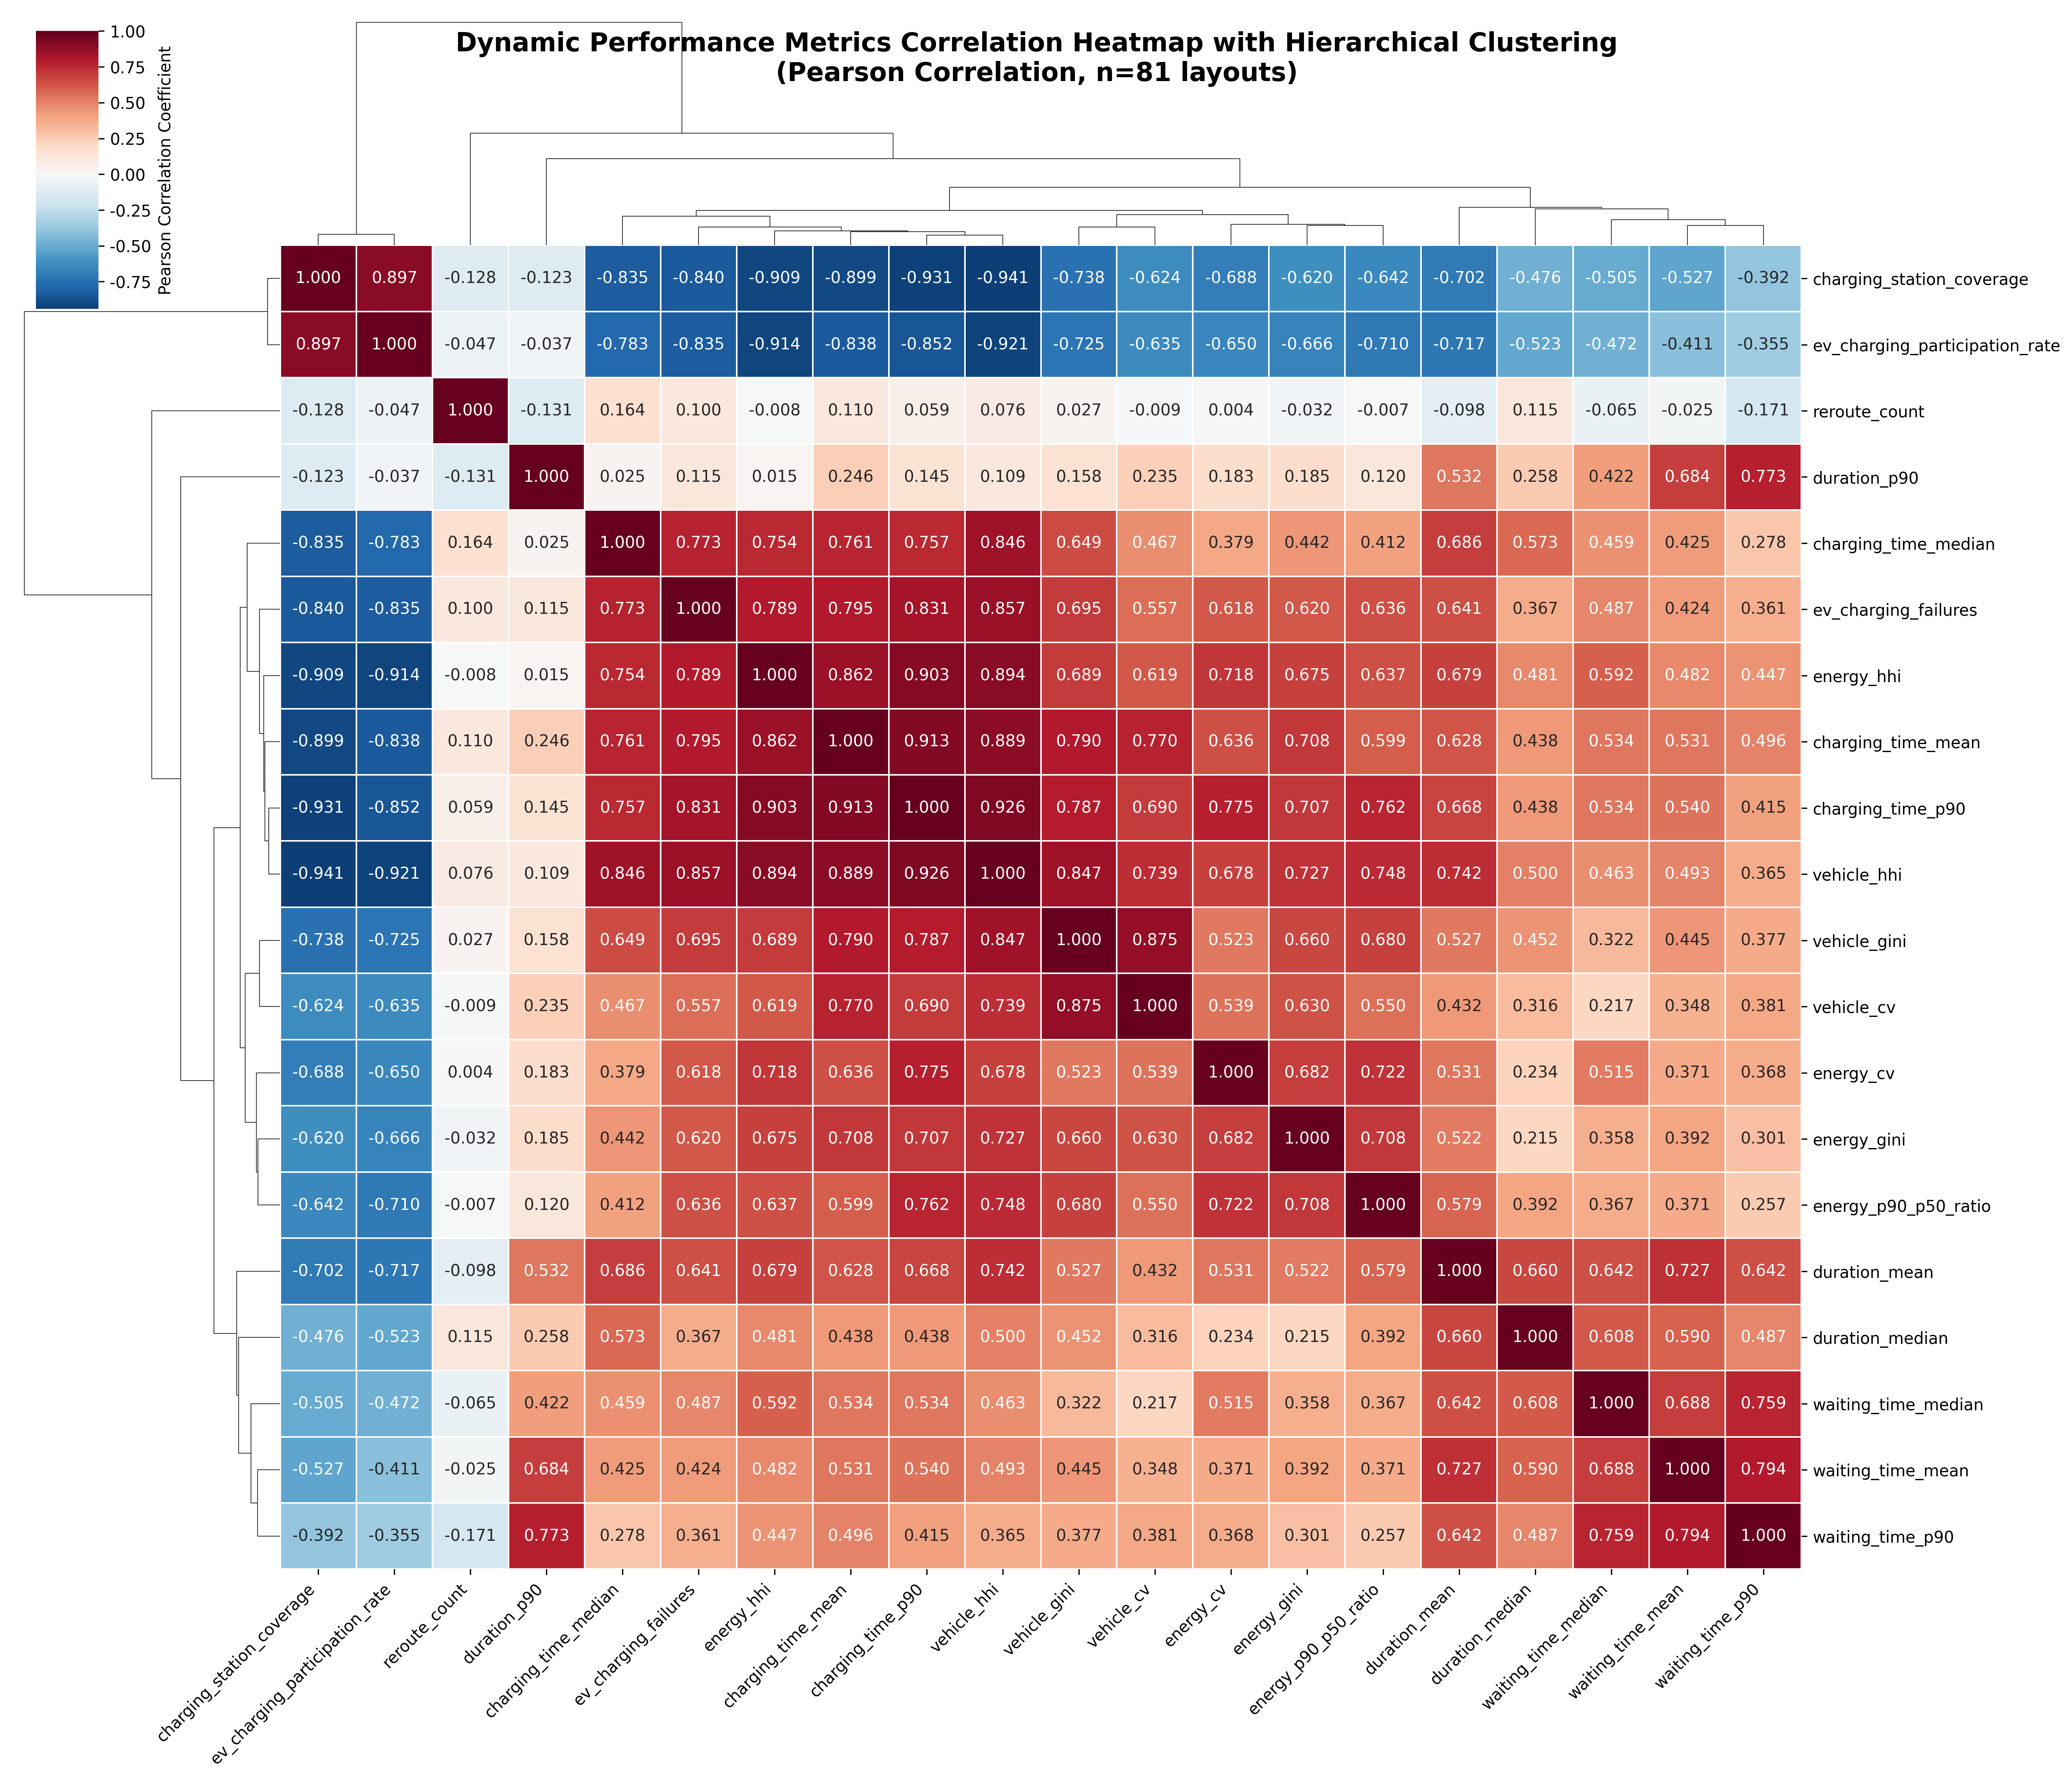 Dynamic Performance Metrics Correlation Heatmap with Hierarchical Clustering
(Pearson Correlation, n=81 layouts)
1.00
0.75
0.50
0.25
0.00
-0.25
-0.50
-0.75
Pearson Correlation Coefficient
1.000 0.897 -0.128 -0.123 -0.835 -0.840 -0.909 -0.899 -0.931 -0.941 -0.738 -0.624 -0.688 -0.620 -0.642 -0.702 -0.476 -0.505 -0.527 -0.392 charging_station_coverage
0.897 1.000 -0.047 -0.037 -0.783 -0.835 -0.914 -0.838 -0.852 -0.921 -0.725 -0.635 -0.650 -0.666 -0.710 -0.717 -0.523 -0.472 -0.411 -0.355 ev_charging_participation_rate
-0.128 -0.047 1.000 -0.131 0.164 0.100 -0.008 0.110 0.059 0.076 0.027 -0.009 0.004 -0.032 -0.007 -0.098 0.115 -0.065 -0.025 -0.171 reroute_count
-0.123 -0.037 -0.131 1.000 0.025 0.115 0.015 0.246 0.145 0.109 0.158 0.235 0.183 0.185 0.120 0.532 0.258 0.422 0.684 0.773 duration_p90
-0.835 -0.783 0.164 0.025 1.000 0.773 0.754 0.761 0.757 0.846 0.649 0.467 0.379 0.442 0.412 0.686 0.573 0.459 0.425 0.278 charging_time_median
-0.840 -0.835 0.100 0.115 0.773 1.000 0.789 0.795 0.831 0.857 0.695 0.557 0.618 0.620 0.636 0.641 0.367 0.487 0.424 0.361 ev_charging_failures
-0.909 -0.914 -0.008 0.015 0.754 0.789 1.000 0.862 0.903 0.894 0.689 0.619 0.718 0.675 0.637 0.679 0.481 0.592 0.482 0.447 energy_hhi
-0.899 -0.838 0.110 0.246 0.761 0.795 0.862 1.000 0.913 0.889 0.790 0.770 0.636 0.708 0.599 0.628 0.438 0.534 0.531 0.496 charging_time_mean
-0.931 -0.852 0.059 0.145 0.757 0.831 0.903 0.913 1.000 0.926 0.787 0.690 0.775 0.707 0.762 0.668 0.438 0.534 0.540 0.415 charging_time_p90
-0.941 -0.921 0.076 0.109 0.846 0.857 0.894 0.889 0.926 1.000 0.847 0.739 0.678 0.727 0.748 0.742 0.500 0.463 0.493 0.365 vehicle_hhi
-0.738 -0.725 0.027 0.158 0.649 0.695 0.689 0.790 0.787 0.847 1.000 0.875 0.523 0.660 0.680 0.527 0.452 0.322 0.445 0.377 vehicle_gini
-0.624 -0.635 -0.009 0.235 0.467 0.557 0.619 0.770 0.690 0.739 0.875 1.000 0.539 0.630 0.550 0.432 0.316 0.217 0.348 0.381 vehicle_cv
-0.688 -0.650 0.004 0.183 0.379 0.618 0.718 0.636 0.775 0.678 0.523 0.539 1.000 0.682 0.722 0.531 0.234 0.515 0.371 0.368 energy_cv
-0.620 -0.666 -0.032 0.185 0.442 0.620 0.675 0.708 0.707 0.727 0.660 0.630 0.682 1.000 0.708 0.522 0.215 0.358 0.392 0.301 energy_gini
-0.642 -0.710 -0.007 0.120 0.412 0.636 0.637 0.599 0.762 0.748 0.680 0.550 0.722 0.708 1.000 0.579 0.392 0.367 0.371 0.257 energy_p90_p50_ratio
-0.702 -0.717 -0.098 0.532 0.686 0.641 0.679 0.628 0.668 0.742 0.527 0.432 0.531 0.522 0.579 1.000 0.660 0.642 0.727 0.642 duration_mean
-0.476 -0.523 0.115 0.258 0.573 0.367 0.481 0.438 0.438 0.500 0.452 0.316 0.234 0.215 0.392 0.660 1.000 0.608 0.590 0.487 duration_median
-0.505 -0.472 -0.065 0.422 0.459 0.487 0.592 0.534 0.534 0.463 0.322 0.217 0.515 0.358 0.367 0.642 0.608 1.000 0.688 0.759 waiting_time_median
-0.527 -0.411 -0.025 0.684 0.425 0.424 0.482 0.531 0.540 0.493 0.445 0.348 0.371 0.392 0.371 0.727 0.590 0.688 1.000 0.794 waiting_time_mean
-0.392 -0.355 -0.171 0.773 0.278 0.361 0.447 0.496 0.415 0.365 0.377 0.381 0.368 0.301 0.257 0.642 0.487 0.759 0.794 1.000 waiting_time_p90
charging_station_coverage
ev_charging_participation_rate
reroute_count
duration_p90
charging_time_median
ev_charging_failures
energy_hhi
charging_time_mean
charging_time_p90
vehicle_hhi
vehicle_gini
vehicle_cv
energy_cv
energy_gini
energy_p90_p50_ratio
duration_mean
duration_median
waiting_time_median
waiting_time_mean
waiting_time_p90